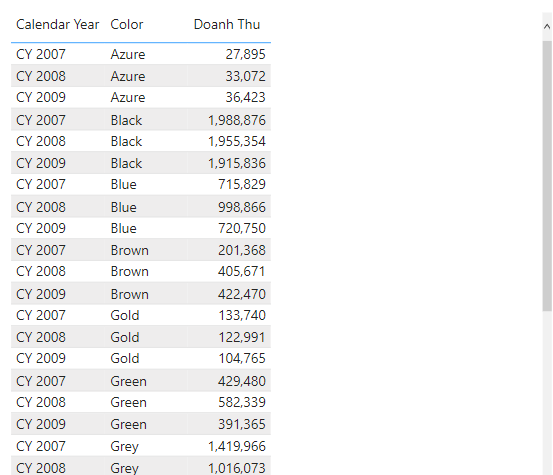 Calendar Year Color Doanh Thu
CY 2007 Azure 27,895
CY 2008 Azure 33,072
CY 2009 Azure 36,423
CY 2007 Black 1,988,876
CY 2008 Black 1,955,354
CY 2009 Black 1,915,836
CY 2007 Blue 715,829
CY 2008 Blue 998,866
CY 2009 Blue 720,750
CY 2007 Brown 201,368
CY 2008 Brown 405,671
CY 2009 Brown 422,470
CY 2007 Gold 133,740
CY 2008 Gold 122,991
CY 2009 Gold 104,765
CY 2007 Green 429,480
CY 2008 Green 582,339
CY 2009 Green 391,365
CY 2007 Grey 1,419,966
CY 2008 Grey 1,016,073